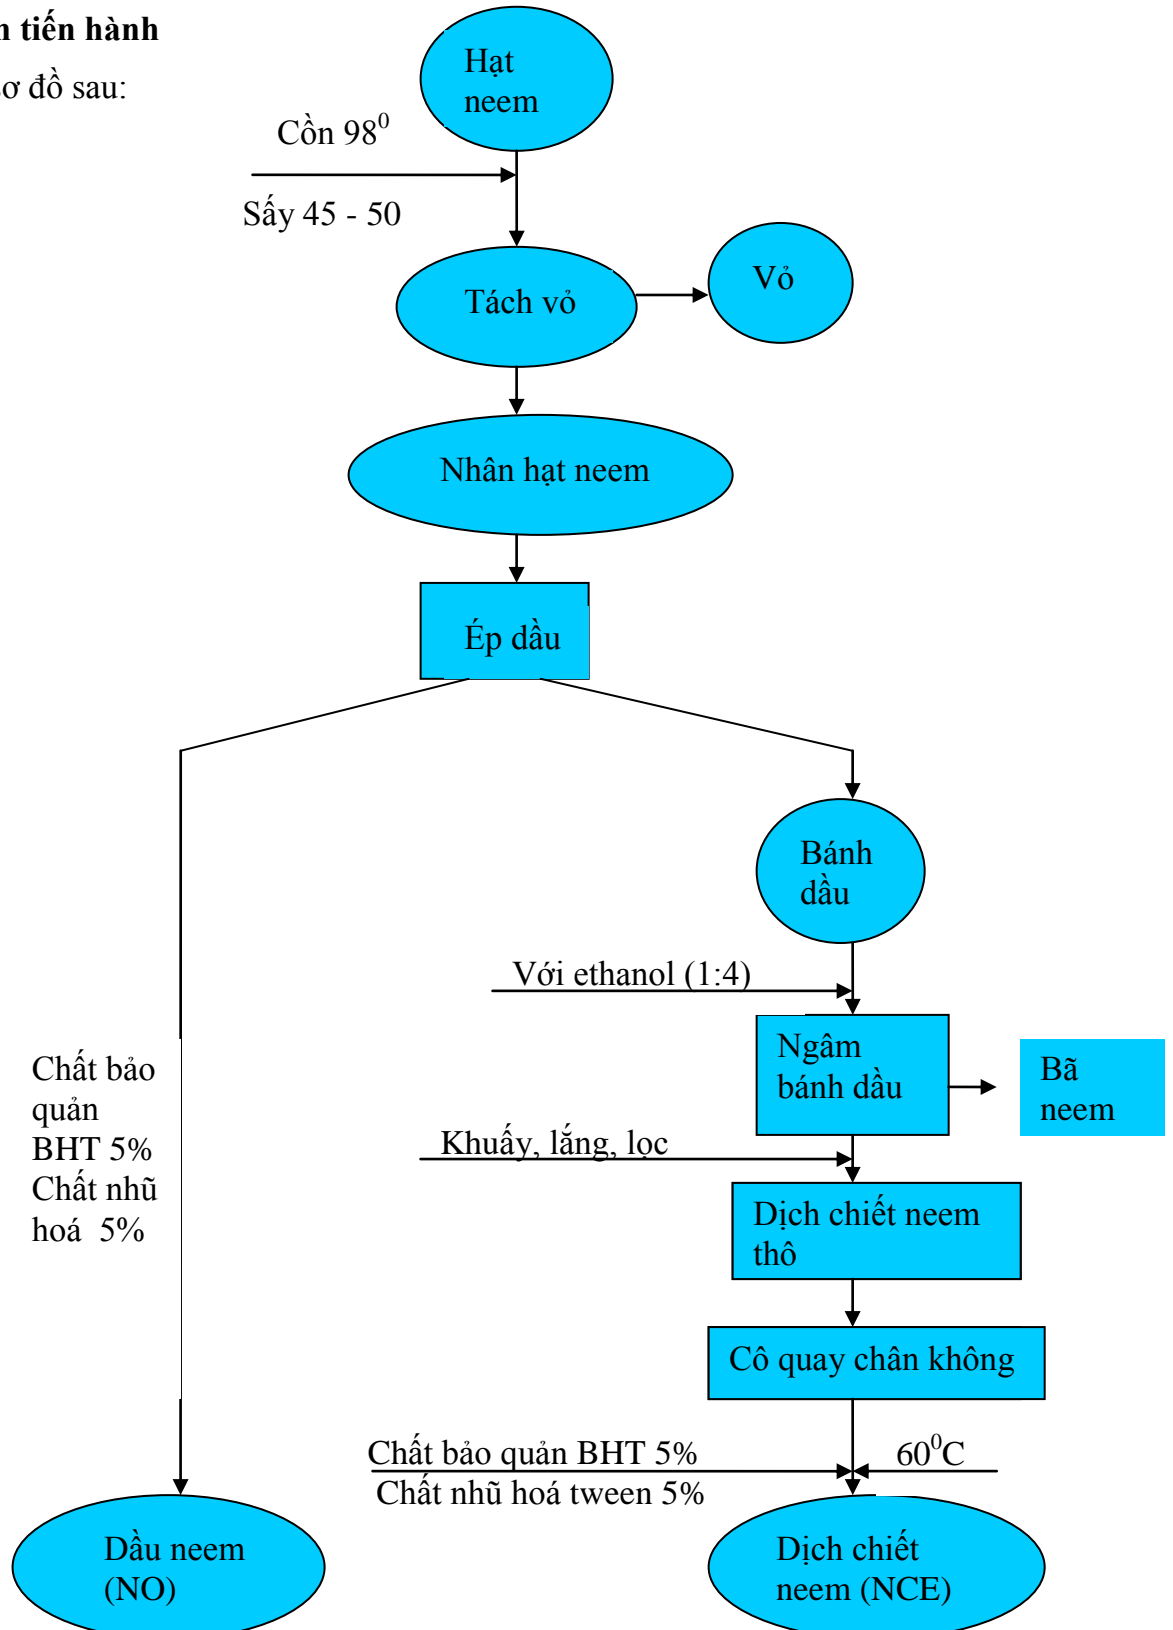 n tiến hành
ơ đồ sau:
Hạt
neem
Cồn 98⁰
Sấy 45 - 50
Tách vỏ
Vỏ
Nhân hạt neem
Ép dầu
Bánh
dầu
Với ethanol (1:4)
Ngâm
bánh dầu
Bã
neem
Khuấy, lắng, lọc
Dịch chiết neem
thô
Cô quay chân không
Chất bảo
quản
BHT 5%
Chất nhũ
hoá 5%
Chất bảo quản BHT 5%
60⁰C
Chất nhũ hoá tween 5%
Dầu neem
(NO)
Dịch chiết
neem (NCE)